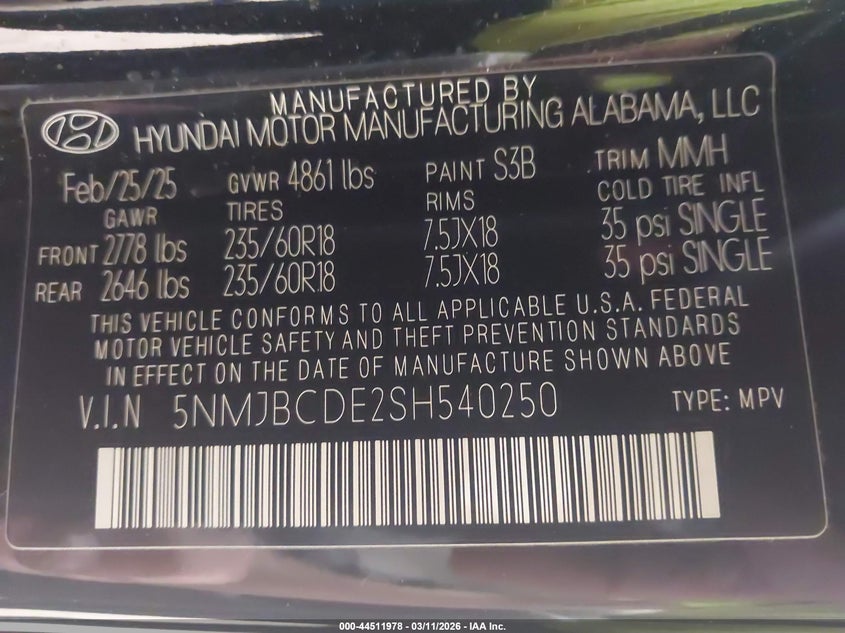 MANUFACTURED BY
HYUNDAI MOTOR MANUFACTURING ALABAMA, LLC
Feb/25/25 GVWR 4861 lbs PAINT S3B TRIM MMH
GAWR TIRES RIMS COLD TIRE INFL
FRONT 2778 lbs 235/60R18 7.5JX18 35 psi SINGLE
REAR 2646 lbs 235/60R18 7.5JX18 35 psi SINGLE
THIS VEHICLE CONFORMS TO ALL APPLICABLE U.S.A. FEDERAL
MOTOR VEHICLE SAFETY AND THEFT PREVENTION STANDARDS
IN EFFECT ON THE DATE OF MANUFACTURE SHOWN ABOVE
V.I.N 5NMJBCDE2SH540250 TYPE: MPV
000-44511978 - 03/11/2026 - IAA Inc.